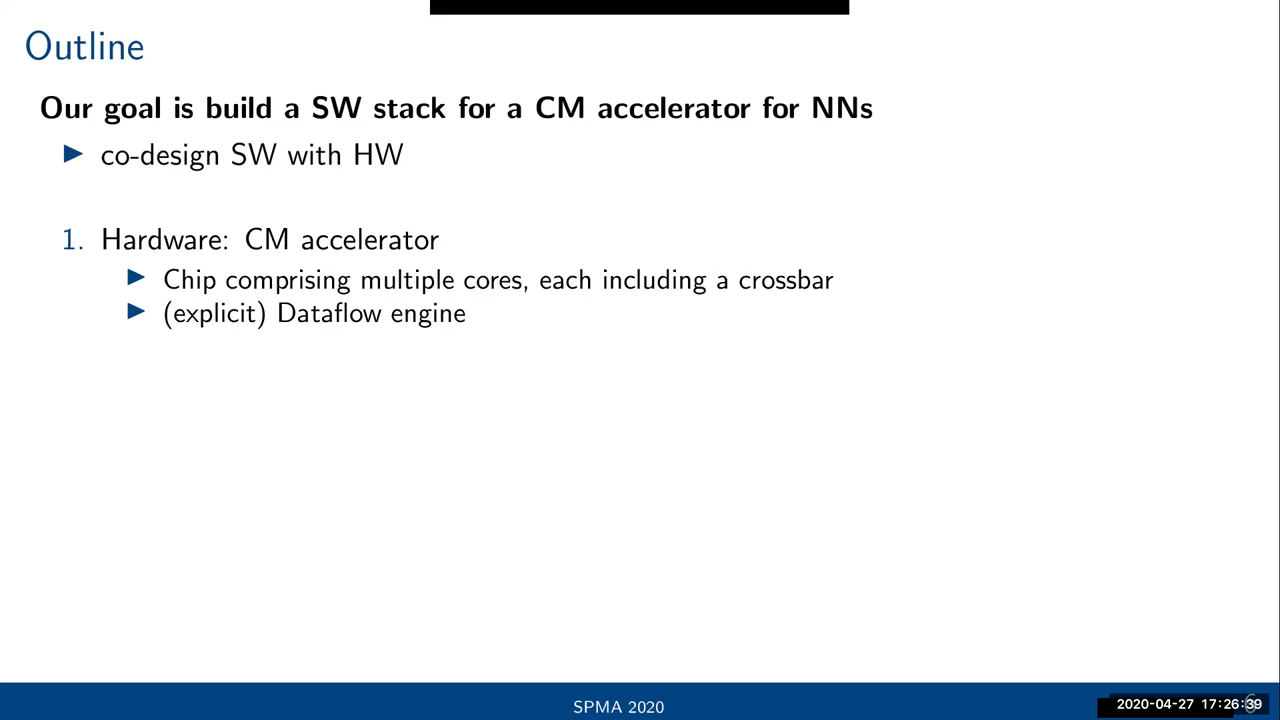 Outline
Our goal is build a SW stack for a CM accelerator for NNs
▶ co-design SW with HW
1. Hardware: CM accelerator
▶ Chip comprising multiple cores, each including a crossbar
▶ (explicit) Dataflow engine
SPMA 2020
2020-04-27 17:26:39
6